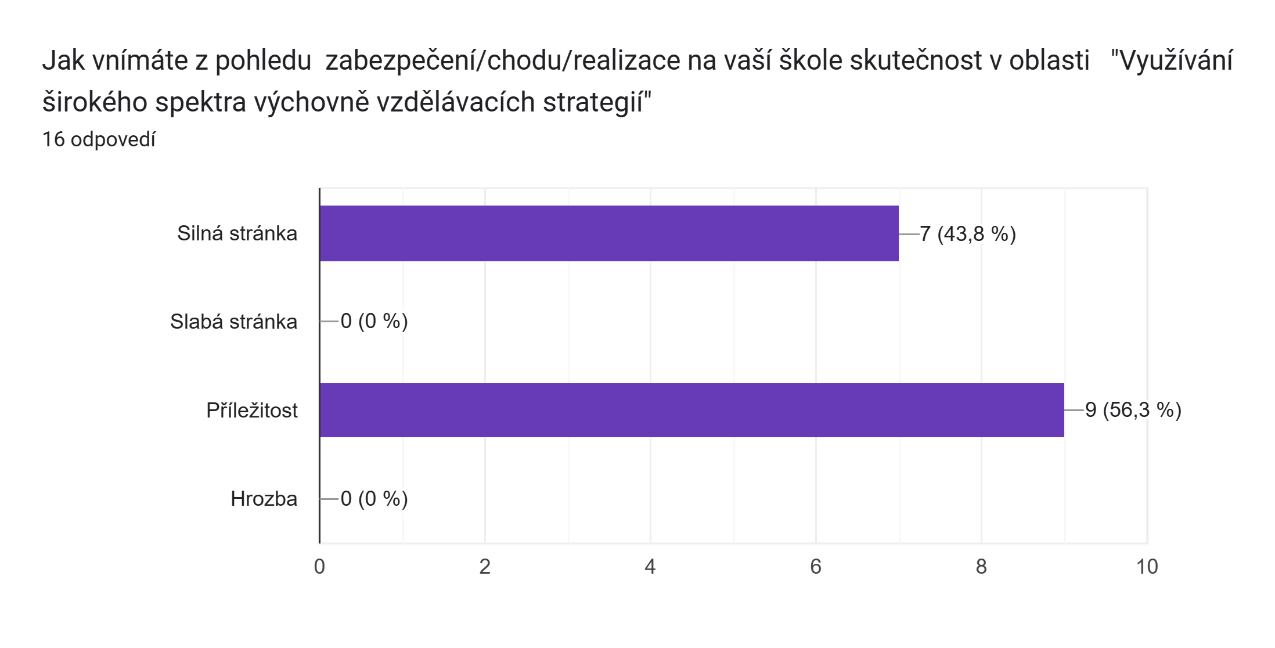 Jak vnímáte z pohledu  zabezpečení/chodu/realizace na vaší škole skutečnost v oblasti   "Využívání
širokého spektra výchovně vzdělávacích strategií"
16 odpovedí
Silná stránka
7 (43,8 %)
Slabá stránka
0 (0 %)
Příležitost
9 (56,3 %)
Hrozba
0 (0 %)
0 2 4 6 8 10